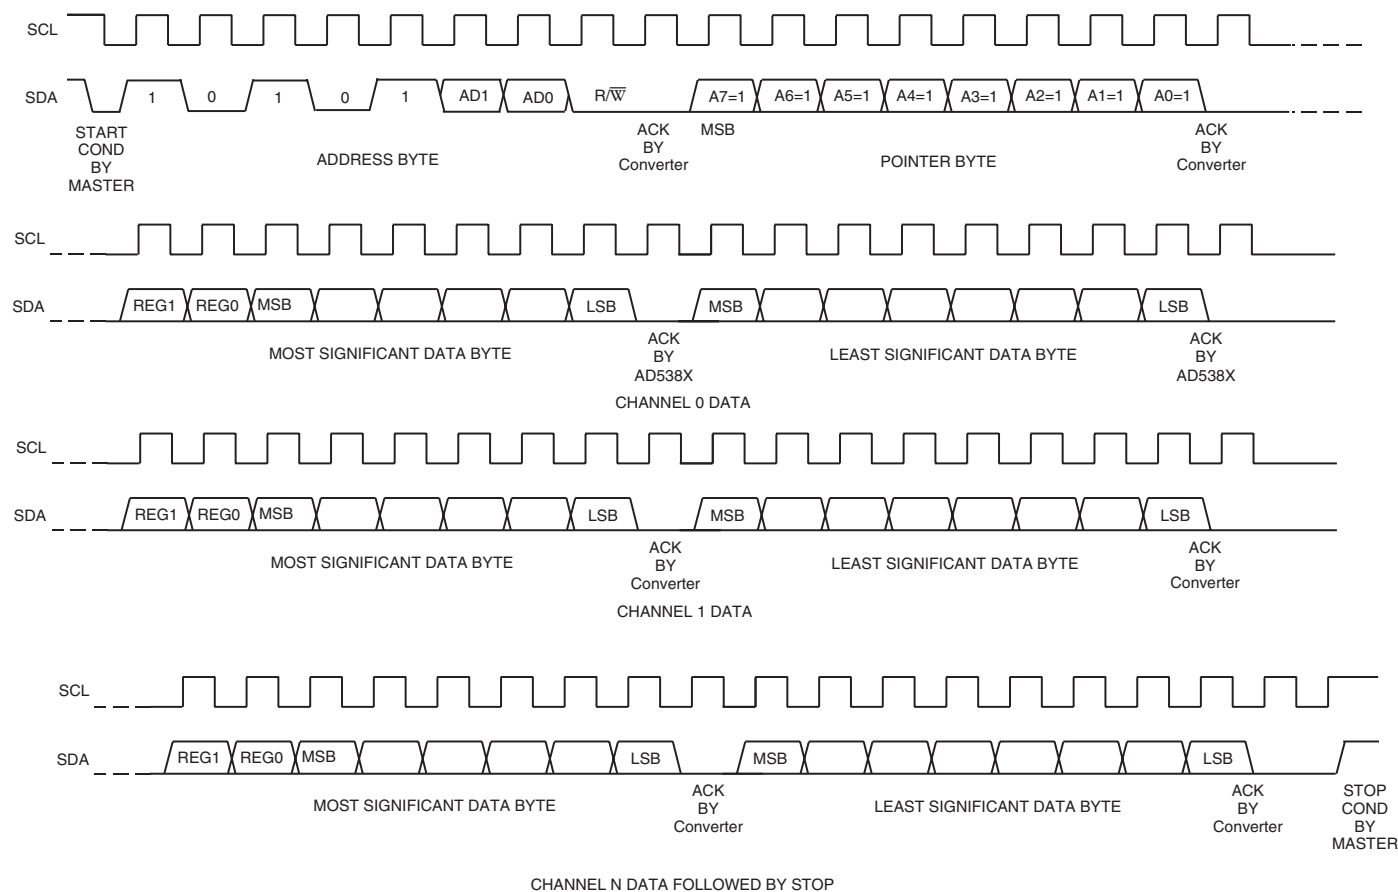 SCL
SDA
1 0 1 0 1 AD1 AD0 R/W̅ A7=1 A6=1 A5=1 A4=1 A3=1 A2=1 A1=1 A0=1
START
COND
BY
MASTER
ADDRESS BYTE
ACK
BY
Converter
MSB
POINTER BYTE
ACK
BY
Converter
SCL
SDA
REG1 REG0 MSB LSB MSB LSB
MOST SIGNIFICANT DATA BYTE
ACK
BY
AD538X
LEAST SIGNIFICANT DATA BYTE
ACK
BY
AD538X
CHANNEL 0 DATA
SCL
SDA
REG1 REG0 MSB LSB MSB LSB
MOST SIGNIFICANT DATA BYTE
ACK
BY
Converter
LEAST SIGNIFICANT DATA BYTE
ACK
BY
Converter
CHANNEL 1 DATA
SCL
SDA
REG1 REG0 MSB LSB MSB LSB
MOST SIGNIFICANT DATA BYTE
ACK
BY
Converter
LEAST SIGNIFICANT DATA BYTE
ACK
BY
Converter
STOP
COND
BY
MASTER
CHANNEL N DATA FOLLOWED BY STOP